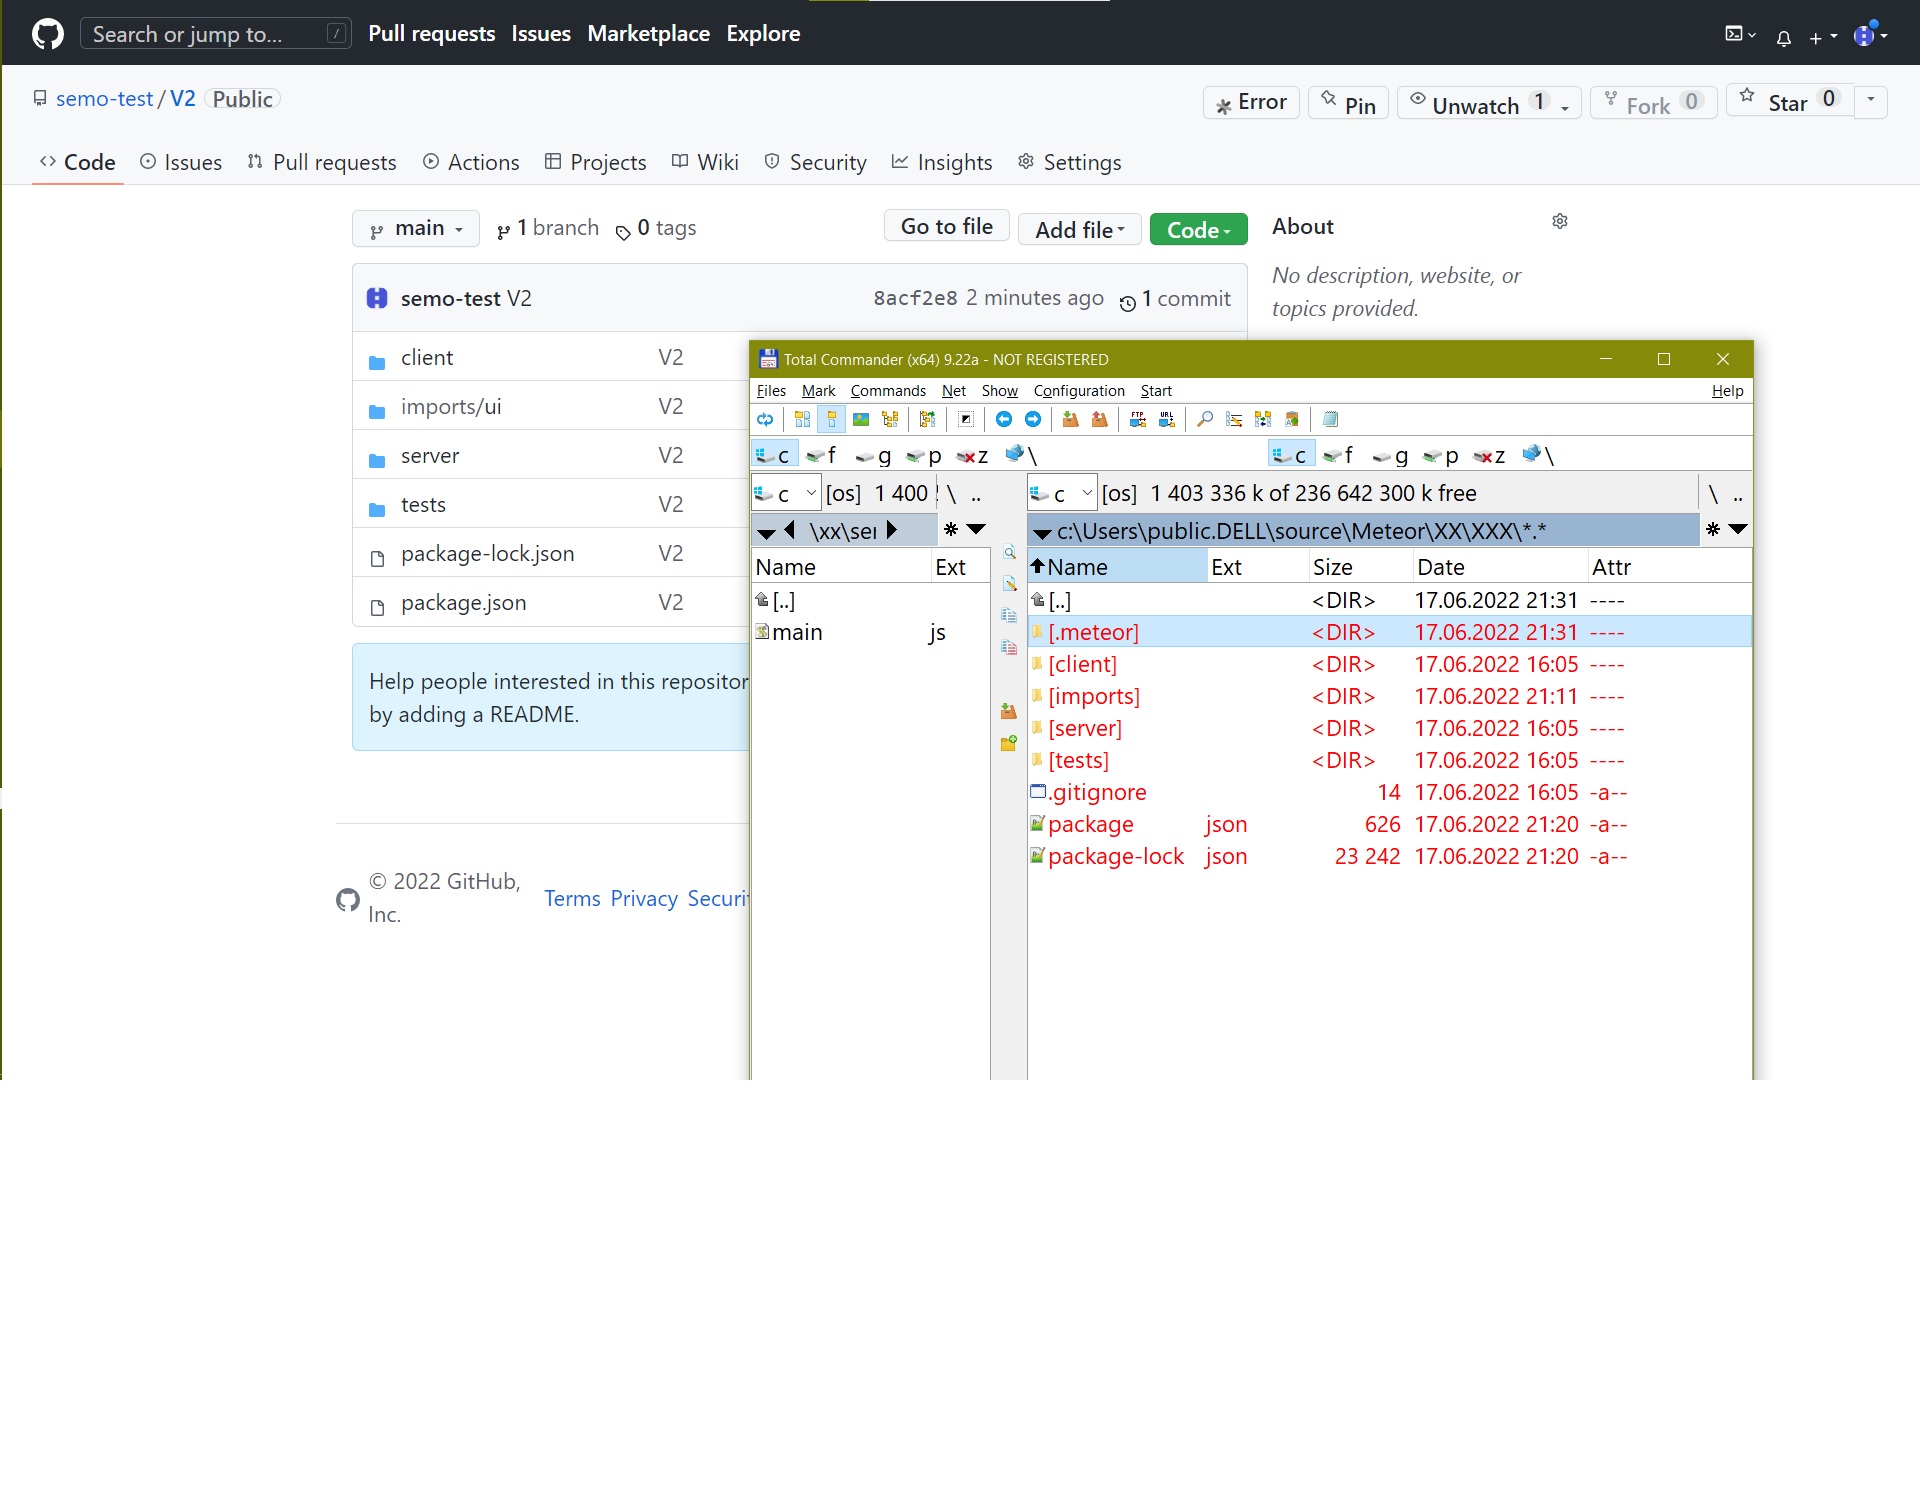 Search or jump to... /
Pull requests Issues Marketplace Explore
semo-test / V2 Public
Error Pin Unwatch 1 Fork 0 Star 0
Code Issues Pull requests Actions Projects Wiki Security Insights Settings
main 1 branch 0 tags Go to file Add file Code
About
No description, website, or
topics provided.
semo-test V2 8acf2e8 2 minutes ago 1 commit
client V2
imports/ui V2
server V2
tests V2
package-lock.json V2
package.json V2
Help people interested in this repositor
by adding a README.
© 2022 GitHub,
Inc.
Terms Privacy Securit
Total Commander (x64) 9.22a - NOT REGISTERED
Files Mark Commands Net Show Configuration Start Help
FTP URL
c f g p z \ c f g p z \
c [os] 1 400 \ .. c [os] 1 403 336 k of 236 642 300 k free \ ..
\xx\ser * c:\Users\public.DELL\source\Meteor\XX\XXX\*.* *
Name Ext
[..]
main js
Name Ext Size Date Attr
[..] <DIR> 17.06.2022 21:31 ----
[.meteor] <DIR> 17.06.2022 21:31 ----
[client] <DIR> 17.06.2022 16:05 ----
[imports] <DIR> 17.06.2022 21:11 ----
[server] <DIR> 17.06.2022 16:05 ----
[tests] <DIR> 17.06.2022 16:05 ----
.gitignore 14 17.06.2022 16:05 -a--
package json 626 17.06.2022 21:20 -a--
package-lock json 23 242 17.06.2022 21:20 -a--